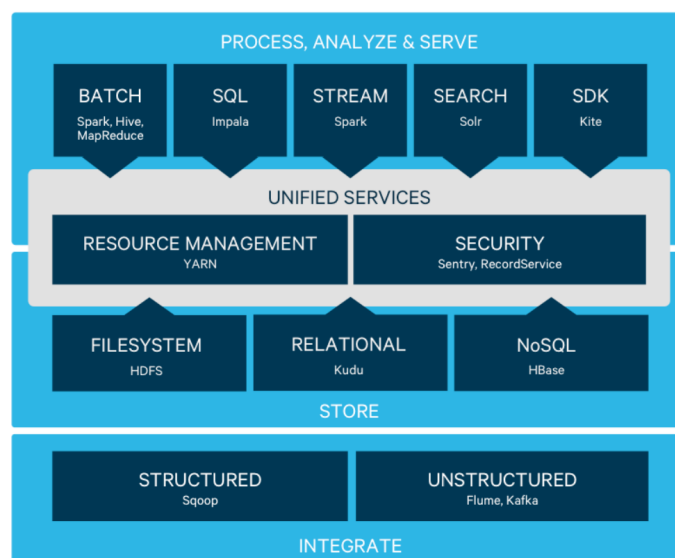 PROCESS, ANALYZE & SERVE
BATCH
Spark, Hive,
MapReduce
SQL
Impala
STREAM
Spark
SEARCH
Solr
SDK
Kite
UNIFIED SERVICES
RESOURCE MANAGEMENT
YARN
SECURITY
Sentry, RecordService
FILESYSTEM
HDFS
RELATIONAL
Kudu
NoSQL
HBase
STORE
STRUCTURED
Sqoop
UNSTRUCTURED
Flume, Kafka
INTEGRATE